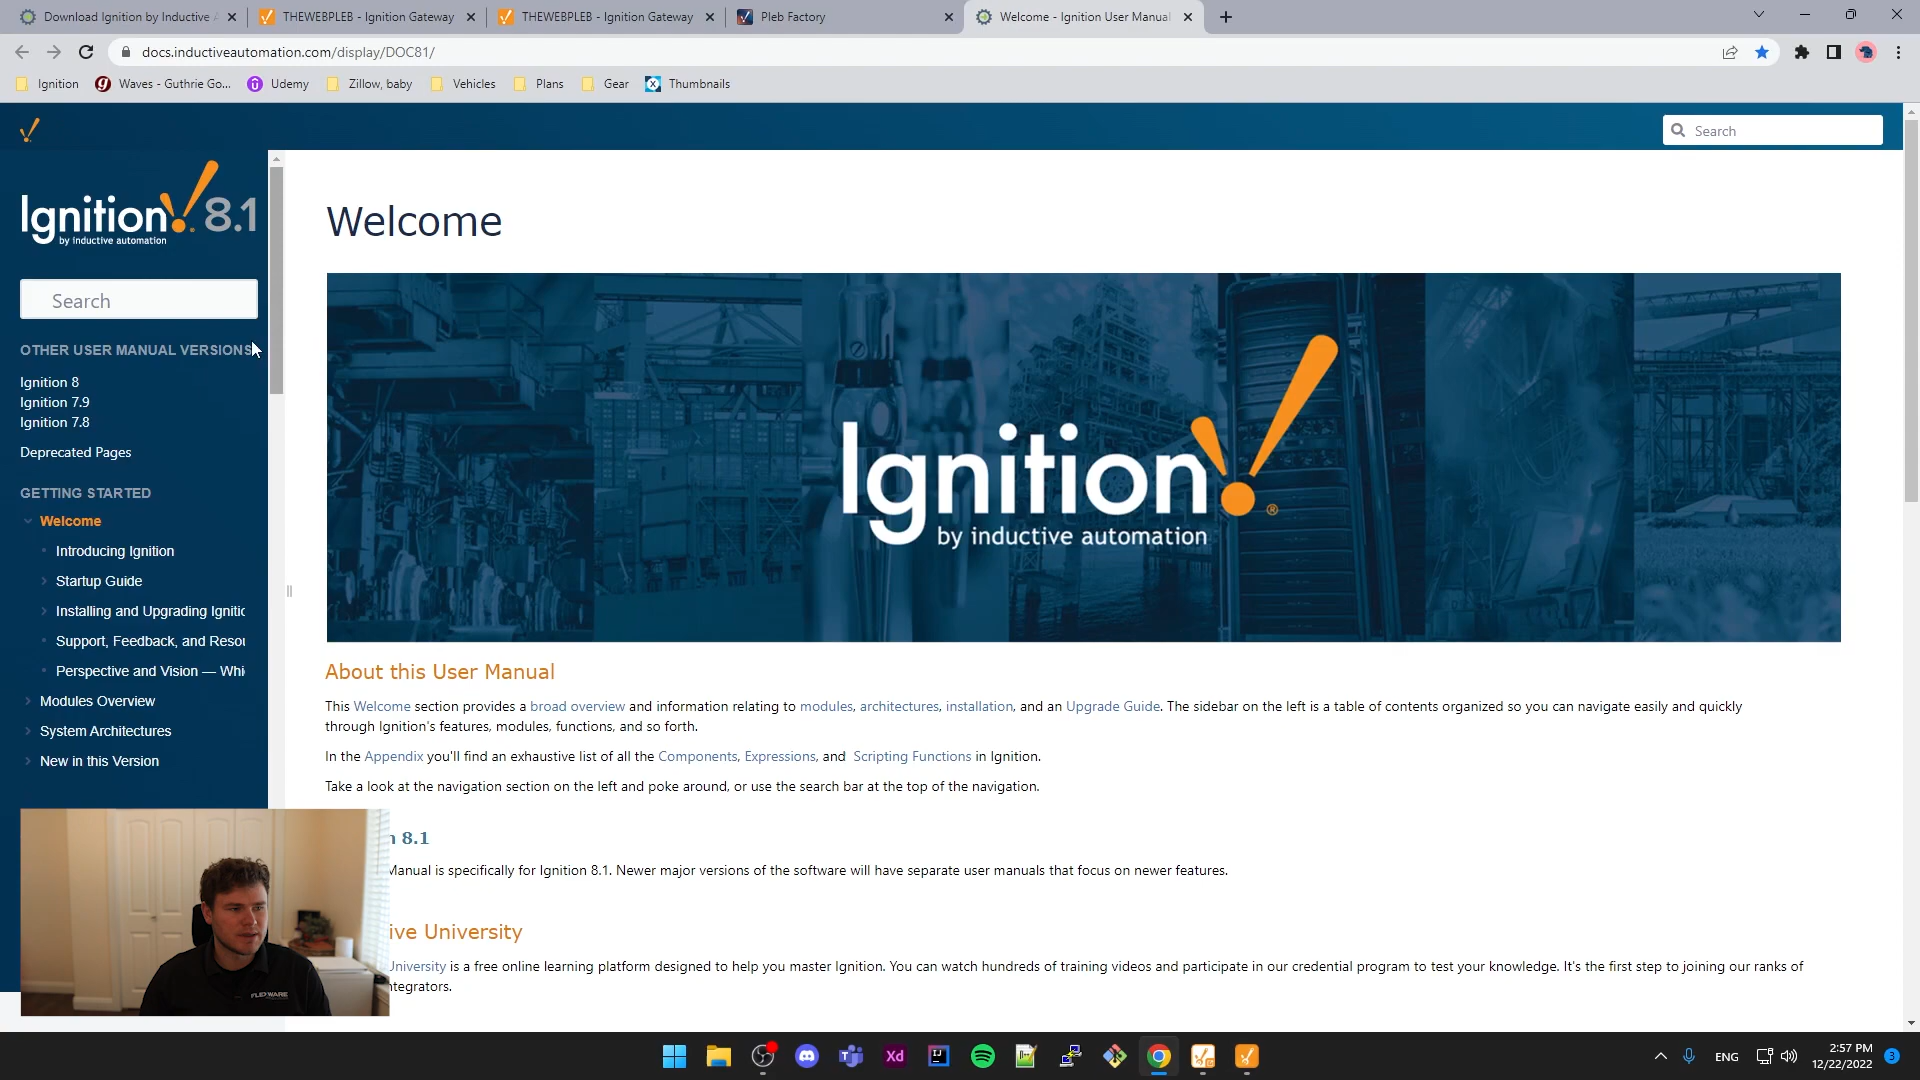 Download Ignition by Inductive
THEWEBPLEB - Ignition Gateway
THEWEBPLEB - Ignition Gateway
Pleb Factory
Welcome - Ignition User Manual
docs.inductiveautomation.com/display/DOC81/
Ignition
Waves - Guthrie Go...
Udemy
Zillow, baby
Vehicles
Plans
Gear
Thumbnails
Search
Ignition 8.1
by inductive automation
Search
OTHER USER MANUAL VERSIONS
Ignition 8
Ignition 7.9
Ignition 7.8
Deprecated Pages
GETTING STARTED
Welcome
Introducing Ignition
Startup Guide
Installing and Upgrading Ignitic
Support, Feedback, and Resou
Perspective and Vision — Whi
Modules Overview
System Architectures
New in this Version
Welcome
Ignition ®
by inductive automation
About this User Manual
This Welcome section provides a broad overview and information relating to modules, architectures, installation, and an Upgrade Guide. The sidebar on the left is a table of contents organized so you can navigate easily and quickly
through Ignition's features, modules, functions, and so forth.
In the Appendix you'll find an exhaustive list of all the Components, Expressions, and Scripting Functions in Ignition.
Take a look at the navigation section on the left and poke around, or use the search bar at the top of the navigation.
n 8.1
Manual is specifically for Ignition 8.1. Newer major versions of the software will have separate user manuals that focus on newer features.
ive University
University is a free online learning platform designed to help you master Ignition. You can watch hundreds of training videos and participate in our credential program to test your knowledge. It's the first step to joining our ranks of
ntegrators.
FLEXWARE
Xd
IJ
ENG
2:57 PM
12/22/2022
3